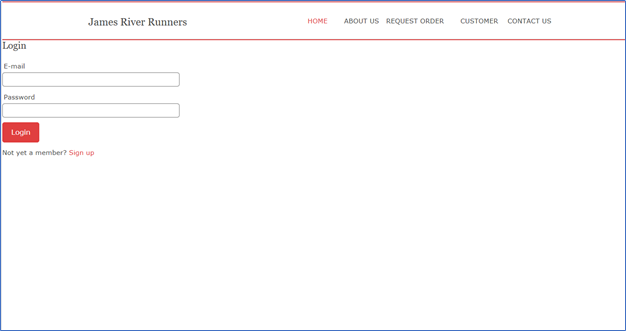 James River Runners HOME ABOUT US REQUEST ORDER CUSTOMER CONTACT US
Login
E-mail
Password
Login
Not yet a member? Sign up